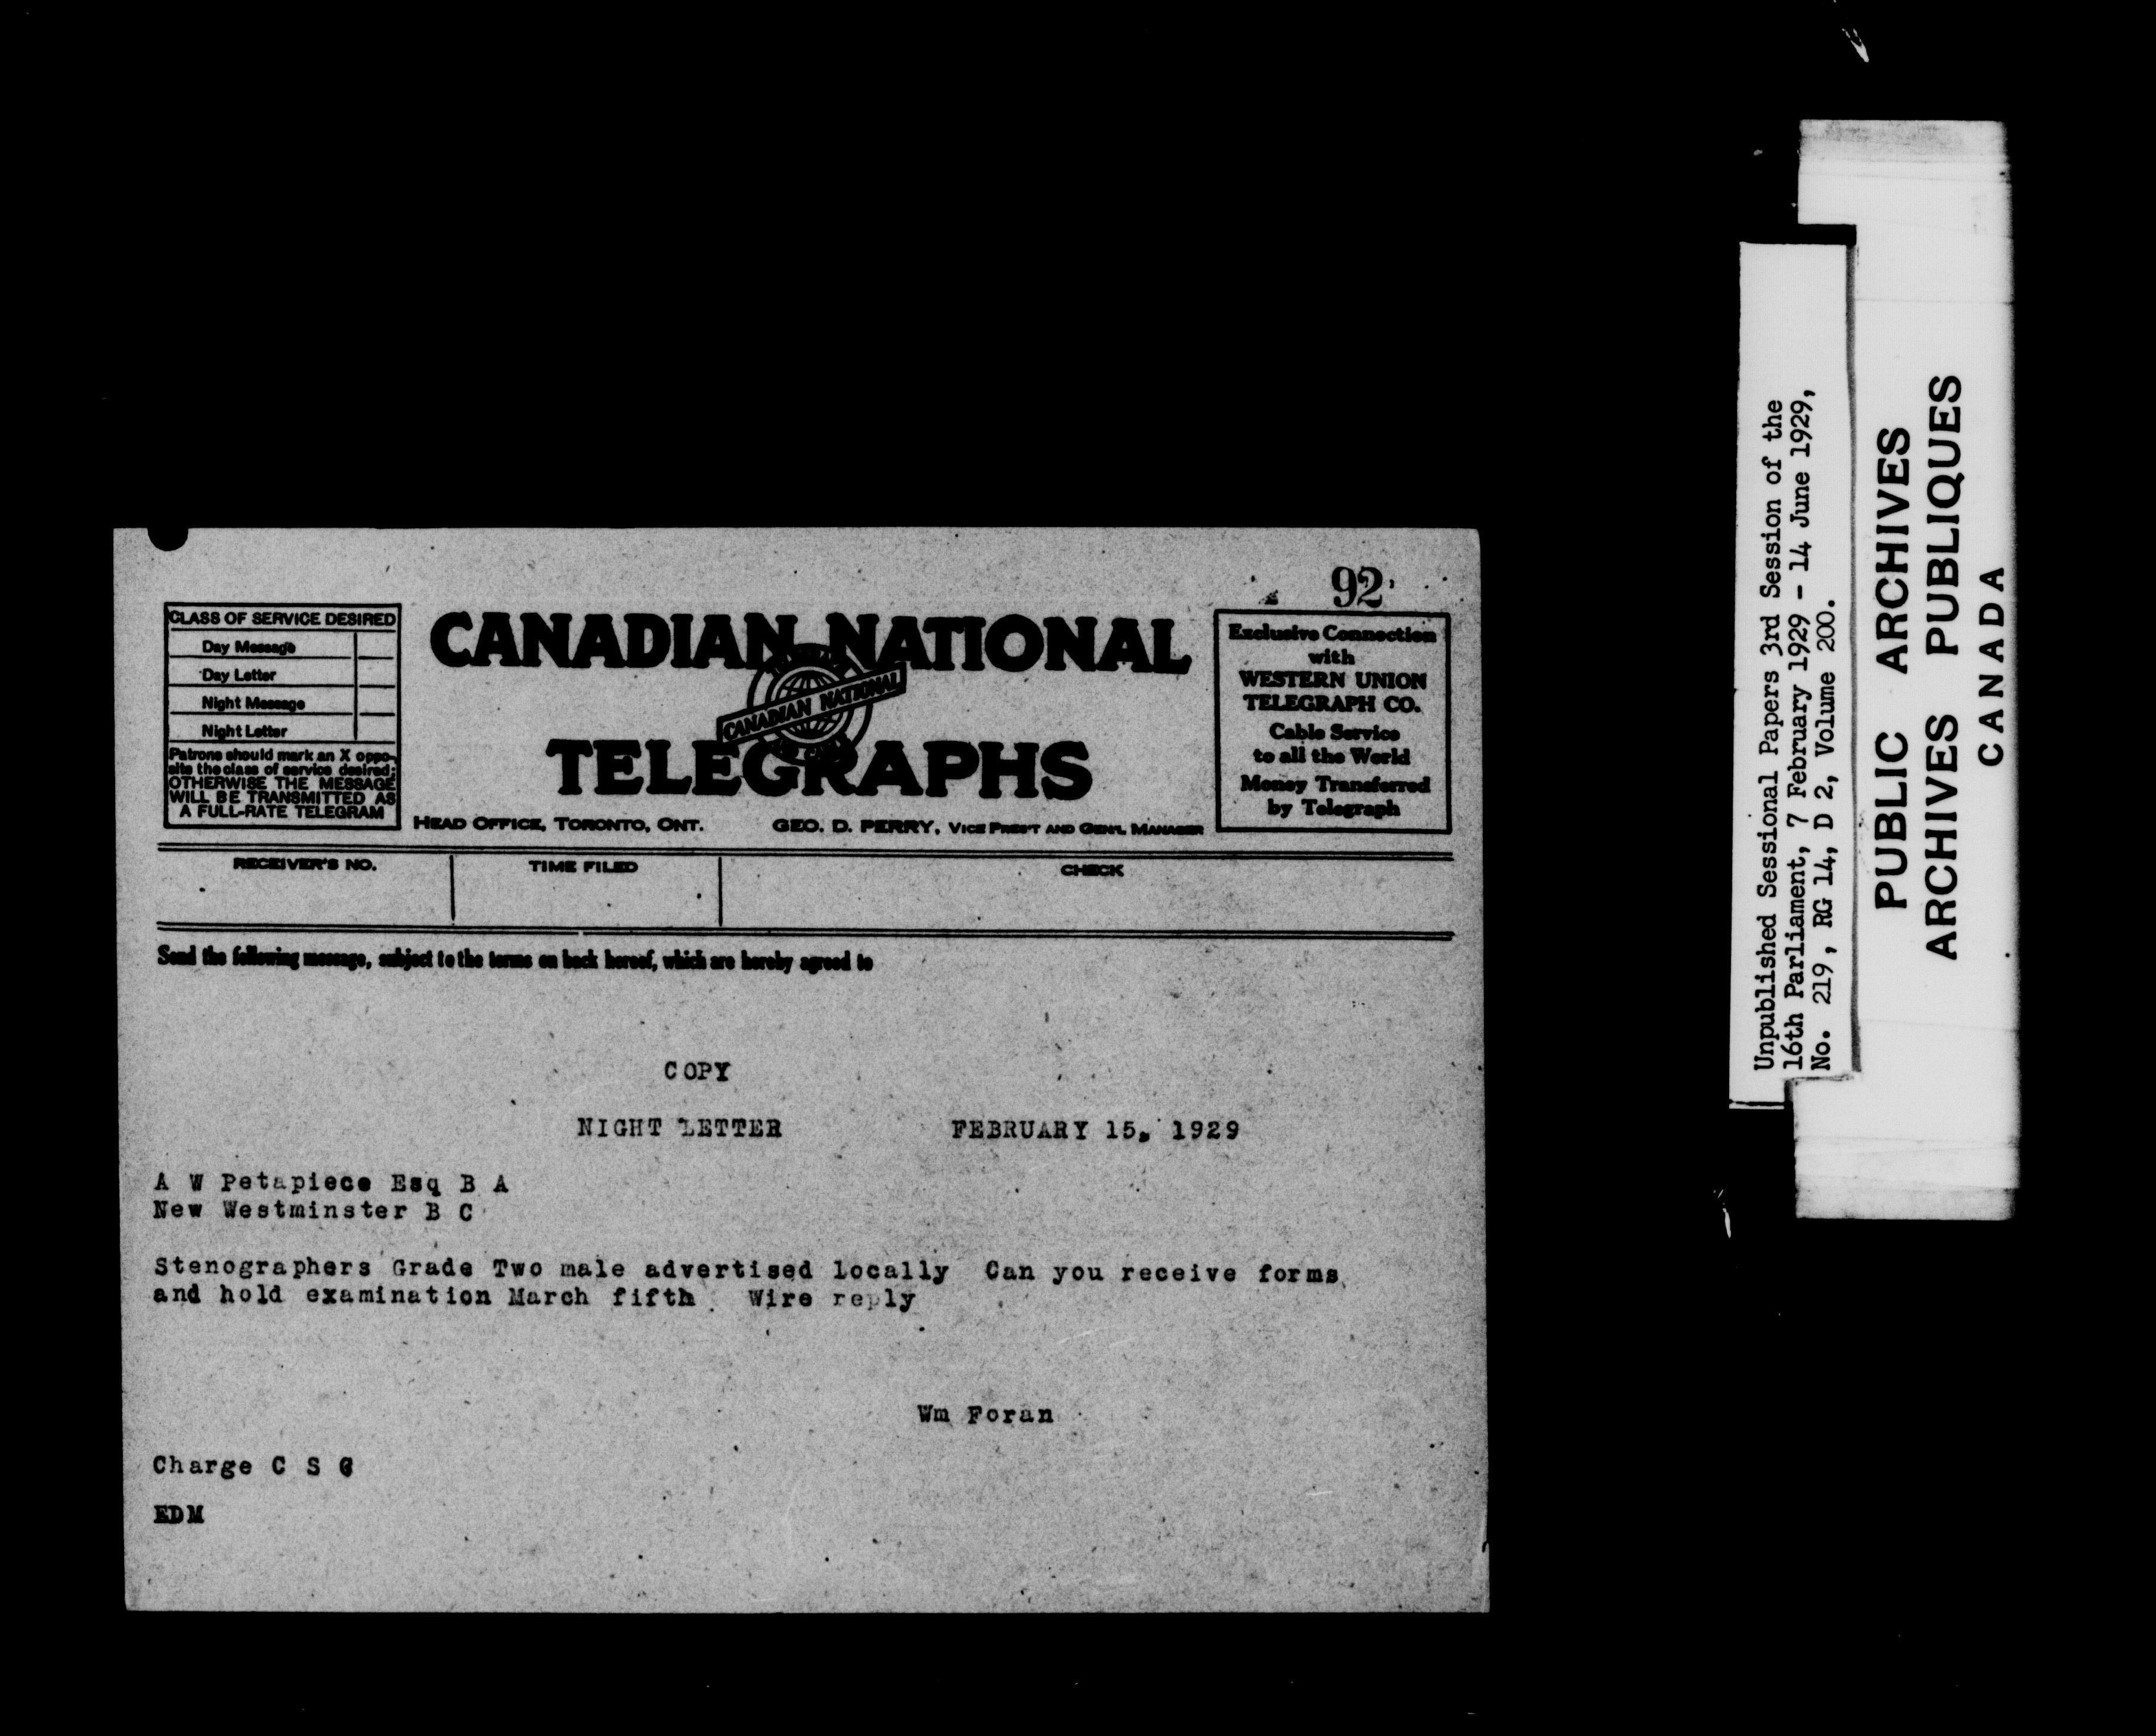 92
CLASS OF SERVICE DESIRED
Day Message
Day Letter
Night Message
Night Letter
Patrons should mark an X oppo-
site the class of service desired;
OTHERWISE THE MESSAGE
WILL BE TRANSMITTED AS
A FULL-RATE TELEGRAM
CANADIAN NATIONAL
CANADIAN NATIONAL
TELEGRAPHS
HEAD OFFICE, TORONTO, ONT.
GEO. D. PERRY, VICE PRES'T AND GEN'L MANAGER
Exclusive Connection
with
WESTERN UNION
TELEGRAPH CO.
Cable Service
to all the World
Money Transferred
by Telegraph
RECEIVER'S NO.
TIME FILED
CHECK
Send the following message, subject to the terms on back hereof, which are hereby agreed to
COPY
NIGHT LETTER FEBRUARY 15, 1929
A W Petapiece Esq B A
New Westminster B C
Stenographers Grade Two male advertised locally Can you receive forms
and hold examination March fifth Wire reply
Wm Foran
Charge C S C
EDM
Unpublished Sessional Papers 3rd Session of the
16th Parliament, 7 February 1929 - 14 June 1929,
No. 219, RG 14, D 2, Volume 200.
PUBLIC ARCHIVES
ARCHIVES PUBLIQUES
CANADA